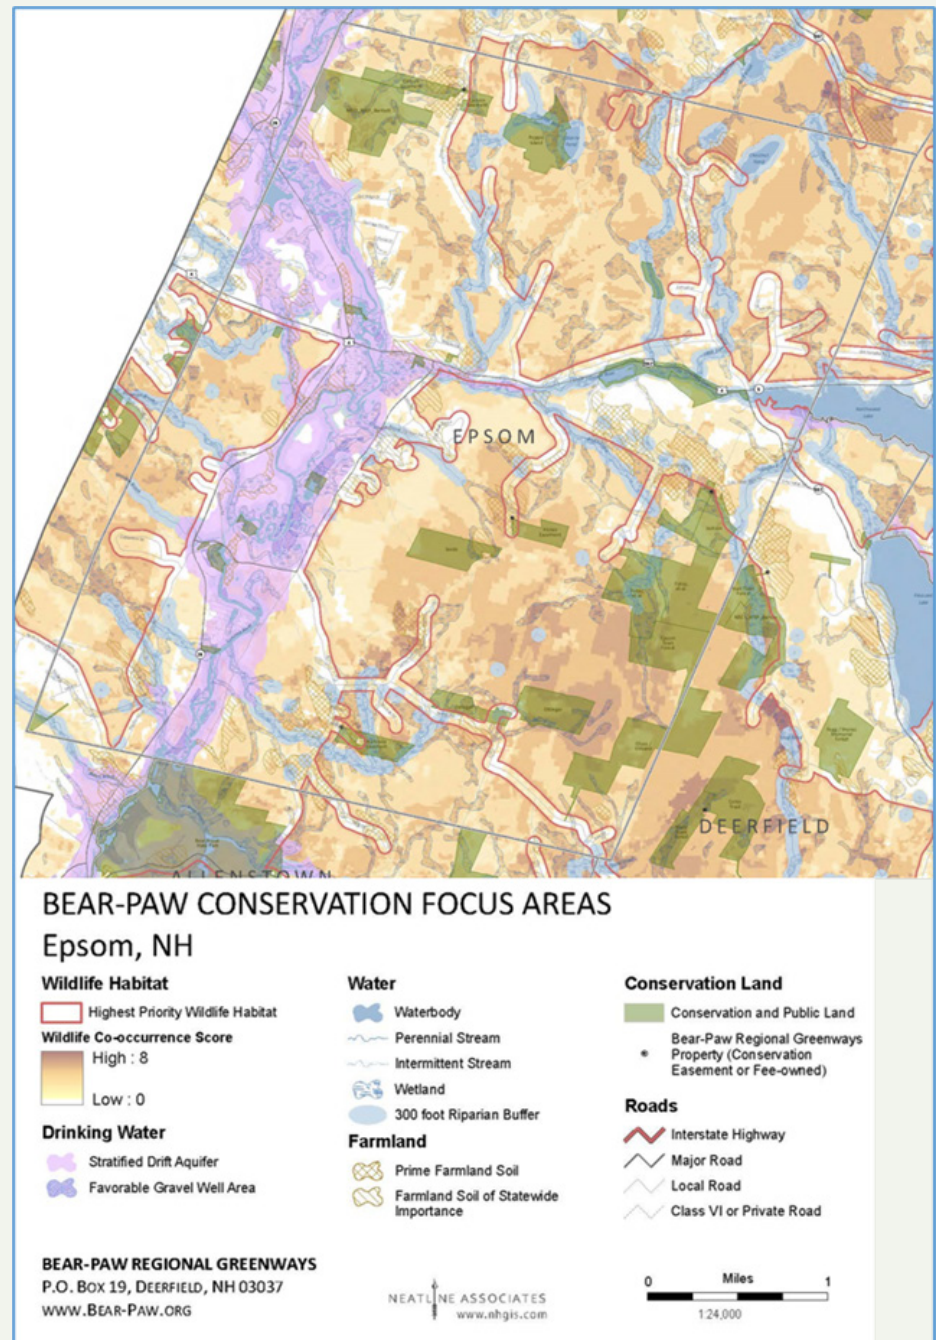 EPSOM
DEERFIELD
ALLENSTOWN
BEAR-PAW CONSERVATION FOCUS AREAS
Epsom, NH
Wildlife Habitat
Highest Priority Wildlife Habitat
Wildlife Co-occurrence Score
High : 8
Low : 0
Drinking Water
Stratified Drift Aquifer
Favorable Gravel Well Area
Water
Waterbody
Perennial Stream
Intermittent Stream
Wetland
300 foot Riparian Buffer
Farmland
Prime Farmland Soil
Farmland Soil of Statewide
Importance
Conservation Land
Conservation and Public Land
Bear-Paw Regional Greenways
Property (Conservation
Easement or Fee-owned)
Roads
Interstate Highway
Major Road
Local Road
Class VI or Private Road
BEAR-PAW REGIONAL GREENWAYS
P.O. BOX 19, DEERFIELD, NH 03037
WWW.BEAR-PAW.ORG
NEATLINE ASSOCIATES
www.nhgis.com
0 Miles 1
1:24,000